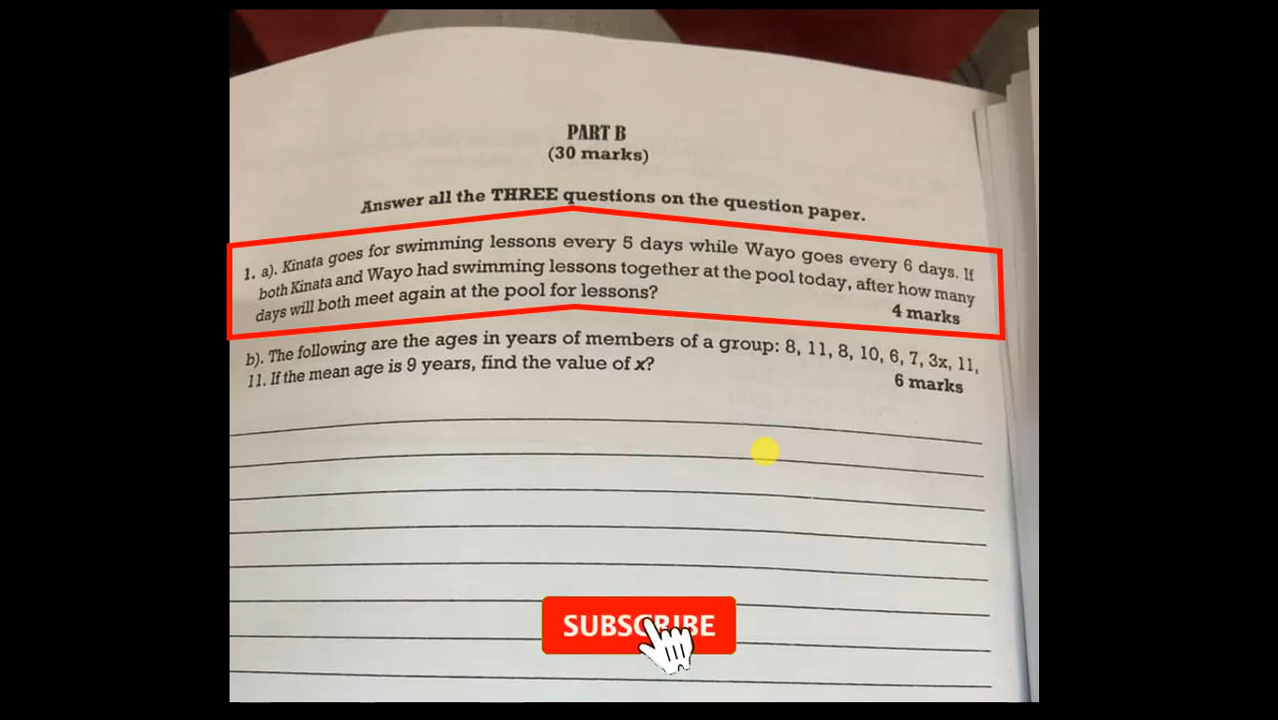 PART B
(30 marks)
Answer all the THREE questions on the question paper.
1. a). Kinata goes for swimming lessons every 5 days while Wayo goes every 6 days. If
both Kinata and Wayo had swimming lessons together at the pool today, after how many
days will both meet again at the pool for lessons?
4 marks
b). The following are the ages in years of members of a group: 8, 11, 8, 10, 6, 7, 3x, 11,
11. If the mean age is 9 years, find the value of x?
6 marks
SUBSCRIBE